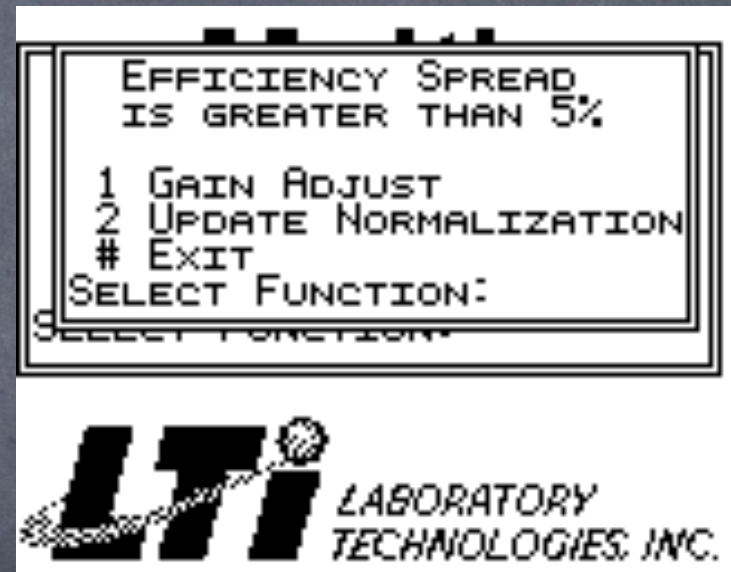 EFFICIENCY SPREAD
IS GREATER THAN 5%
1 GAIN ADJUST
2 UPDATE NORMALIZATION
# EXIT
SELECT FUNCTION:
LTi LABORATORY
TECHNOLOGIES, INC.